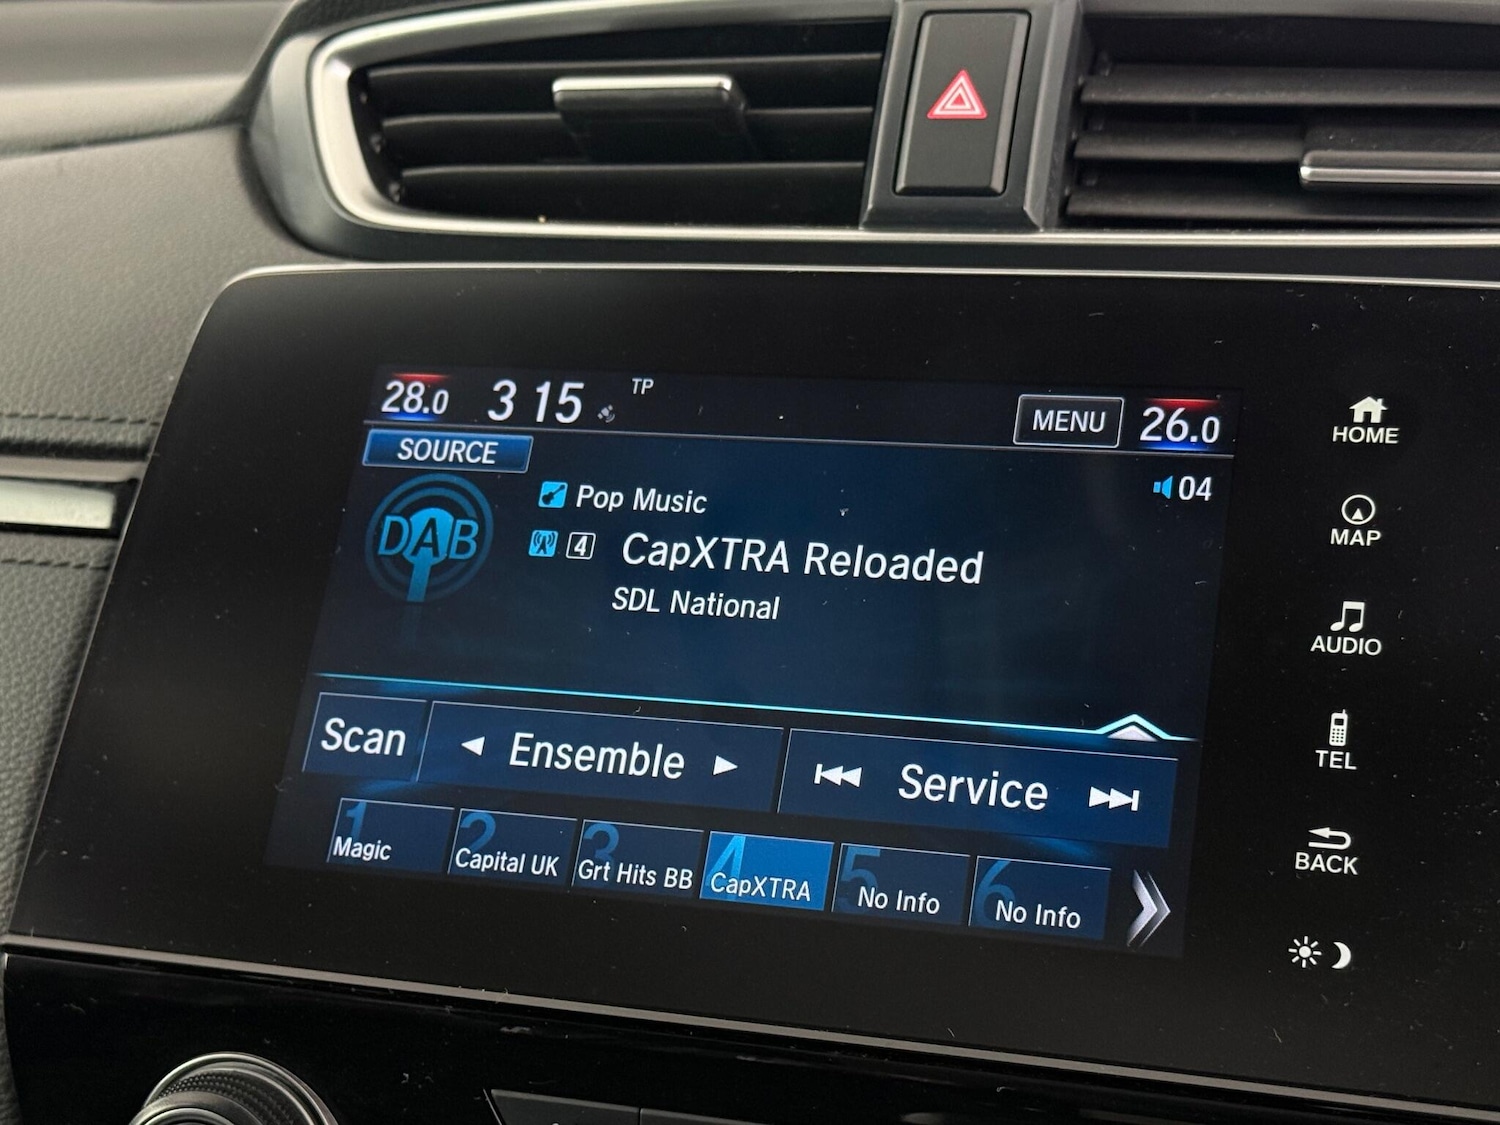 28.0 3 15 TP MENU 26.0
SOURCE
04
DAB
Pop Music
4 CapXTRA Reloaded
SDL National
Scan Ensemble Service
1 Magic
2 Capital UK
3 Grt Hits BB
4 CapXTRA
5 No Info
6 No Info
HOME
MAP
AUDIO
TEL
BACK